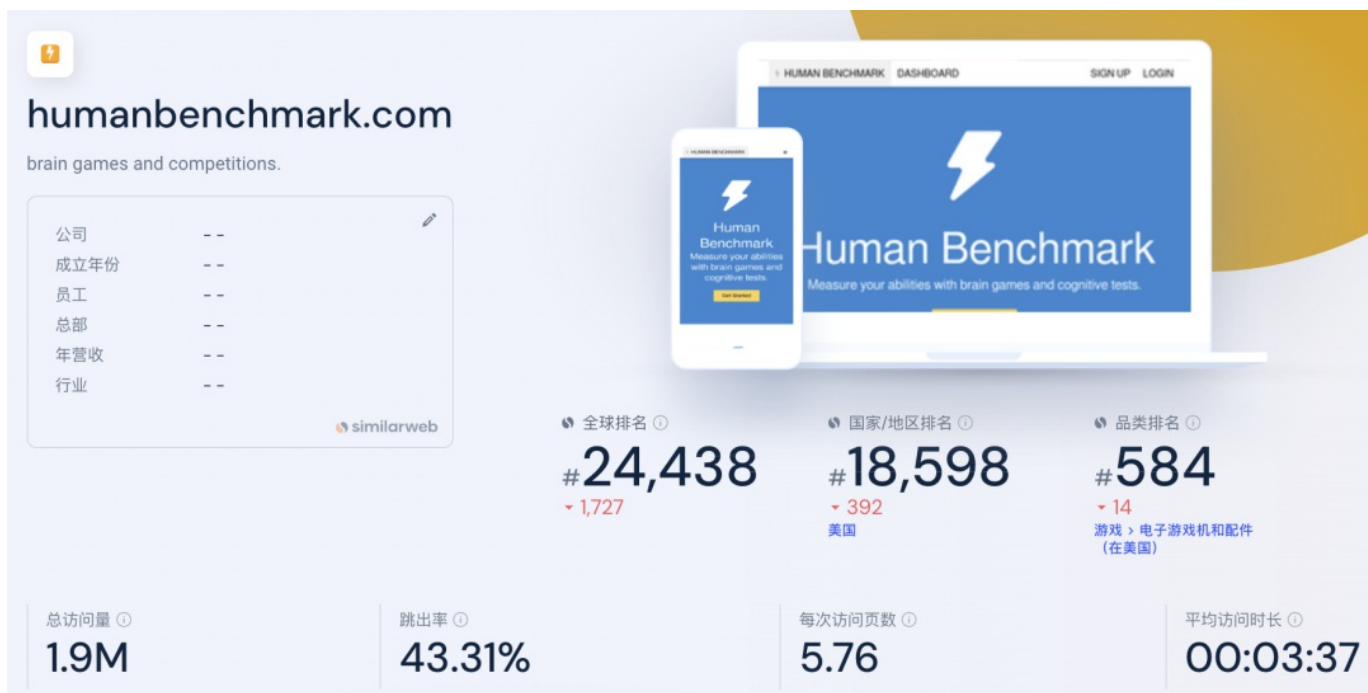 humanbenchmark.com
brain games and competitions.
公司 - -
成立年份 - -
员工 - -
总部 - -
年营收 - -
行业 - -
similarweb
HUMAN BENCHMARK DASHBOARD SIGN UP LOGIN
Human Benchmark
Measure your abilities with brain games and cognitive tests.
HUMAN BENCHMARK
Human
Benchmark
Measure your abilities
with brain games and
cognitive tests.
Get Started
全球排名
#24,438
1,727
国家/地区排名
#18,598
392
美国
品类排名
#584
14
游戏 > 电子游戏机和配件
（在美国）
总访问量
1.9M
跳出率
43.31%
每次访问页数
5.76
平均访问时长
00:03:37